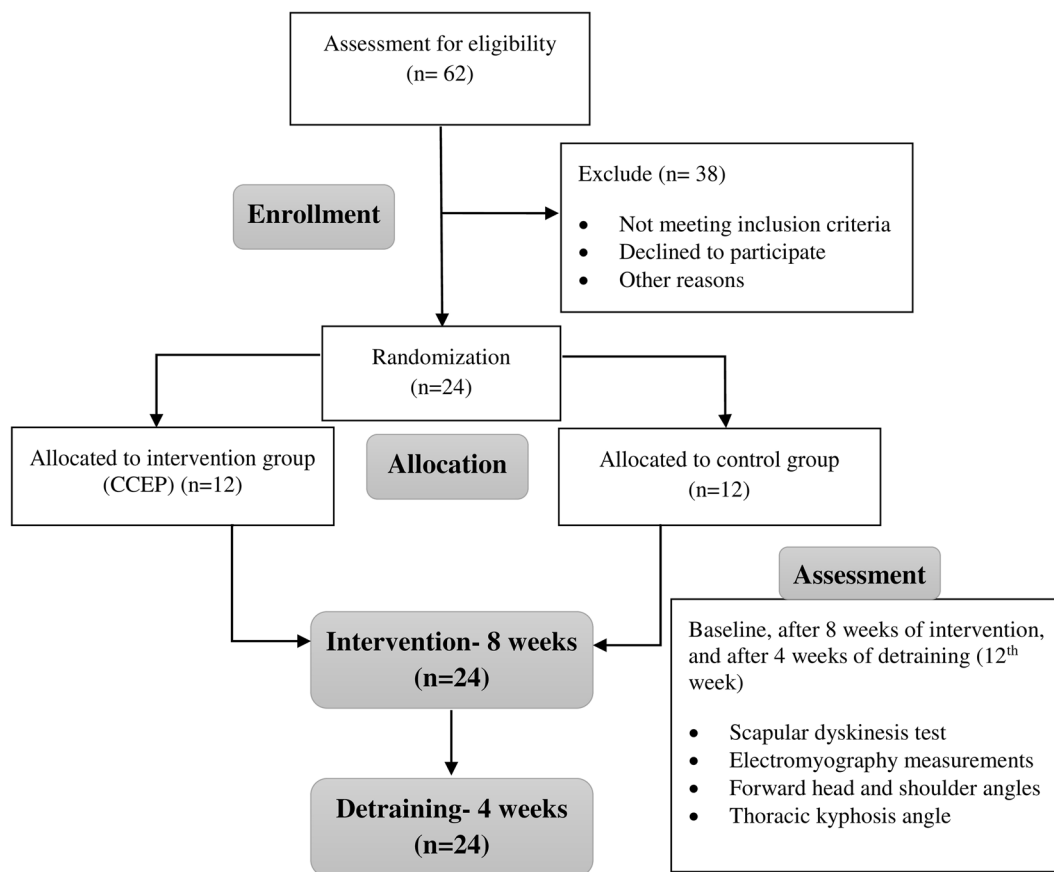 Assessment for eligibility
(n= 62)
Exclude (n= 38)
• Not meeting inclusion criteria
• Declined to participate
• Other reasons
Enrollment
Randomization
(n=24)
Allocated to intervention group
(CCEP) (n=12)
Allocation
Allocated to control group
(n=12)
Assessment
Intervention- 8 weeks
(n=24)
Baseline, after 8 weeks of intervention,
and after 4 weeks of detraining (12th
week)
• Scapular dyskinesis test
• Electromyography measurements
• Forward head and shoulder angles
• Thoracic kyphosis angle
Detraining- 4 weeks
(n=24)